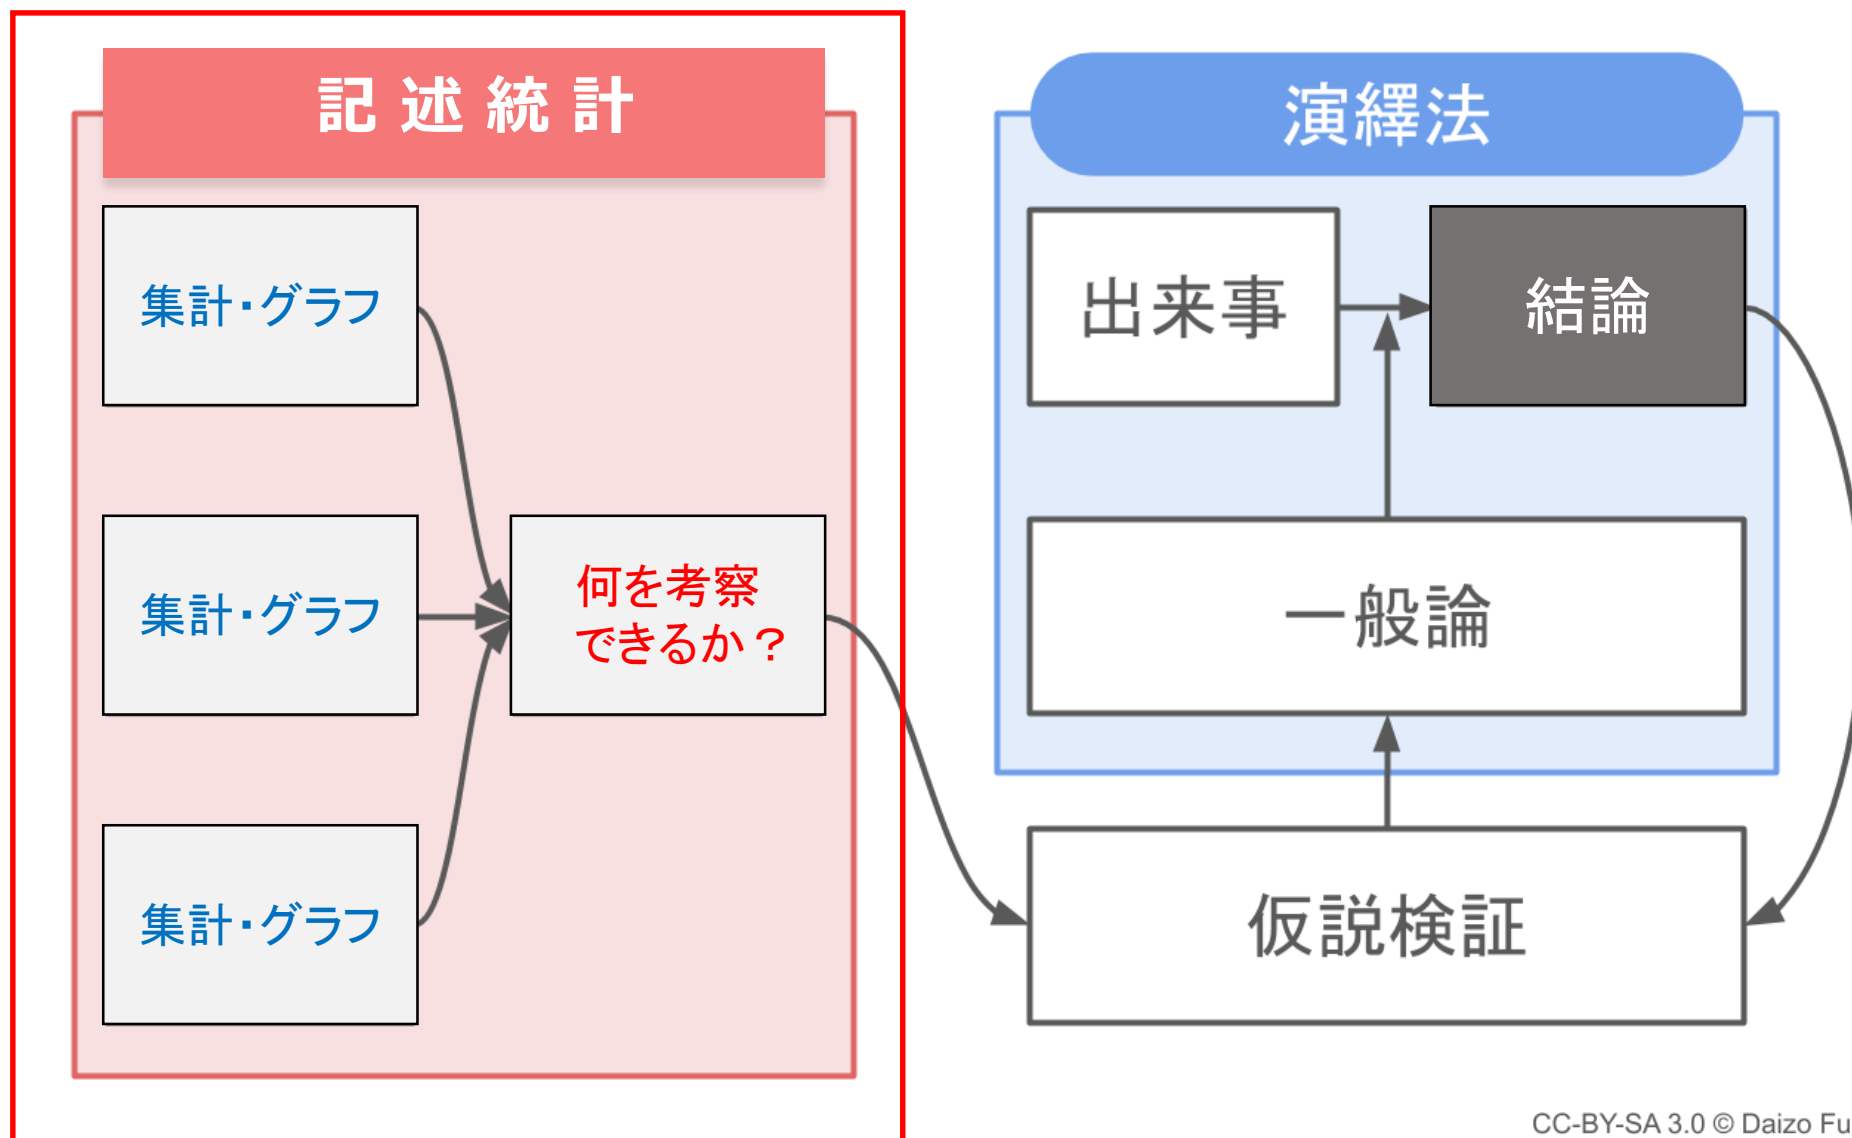 記述統計
集計・グラフ
集計・グラフ
集計・グラフ
何を考察
できるか？
演繹法
出来事
結論
一般論
仮説検証
CC-BY-SA 3.0 © Daizo Fu